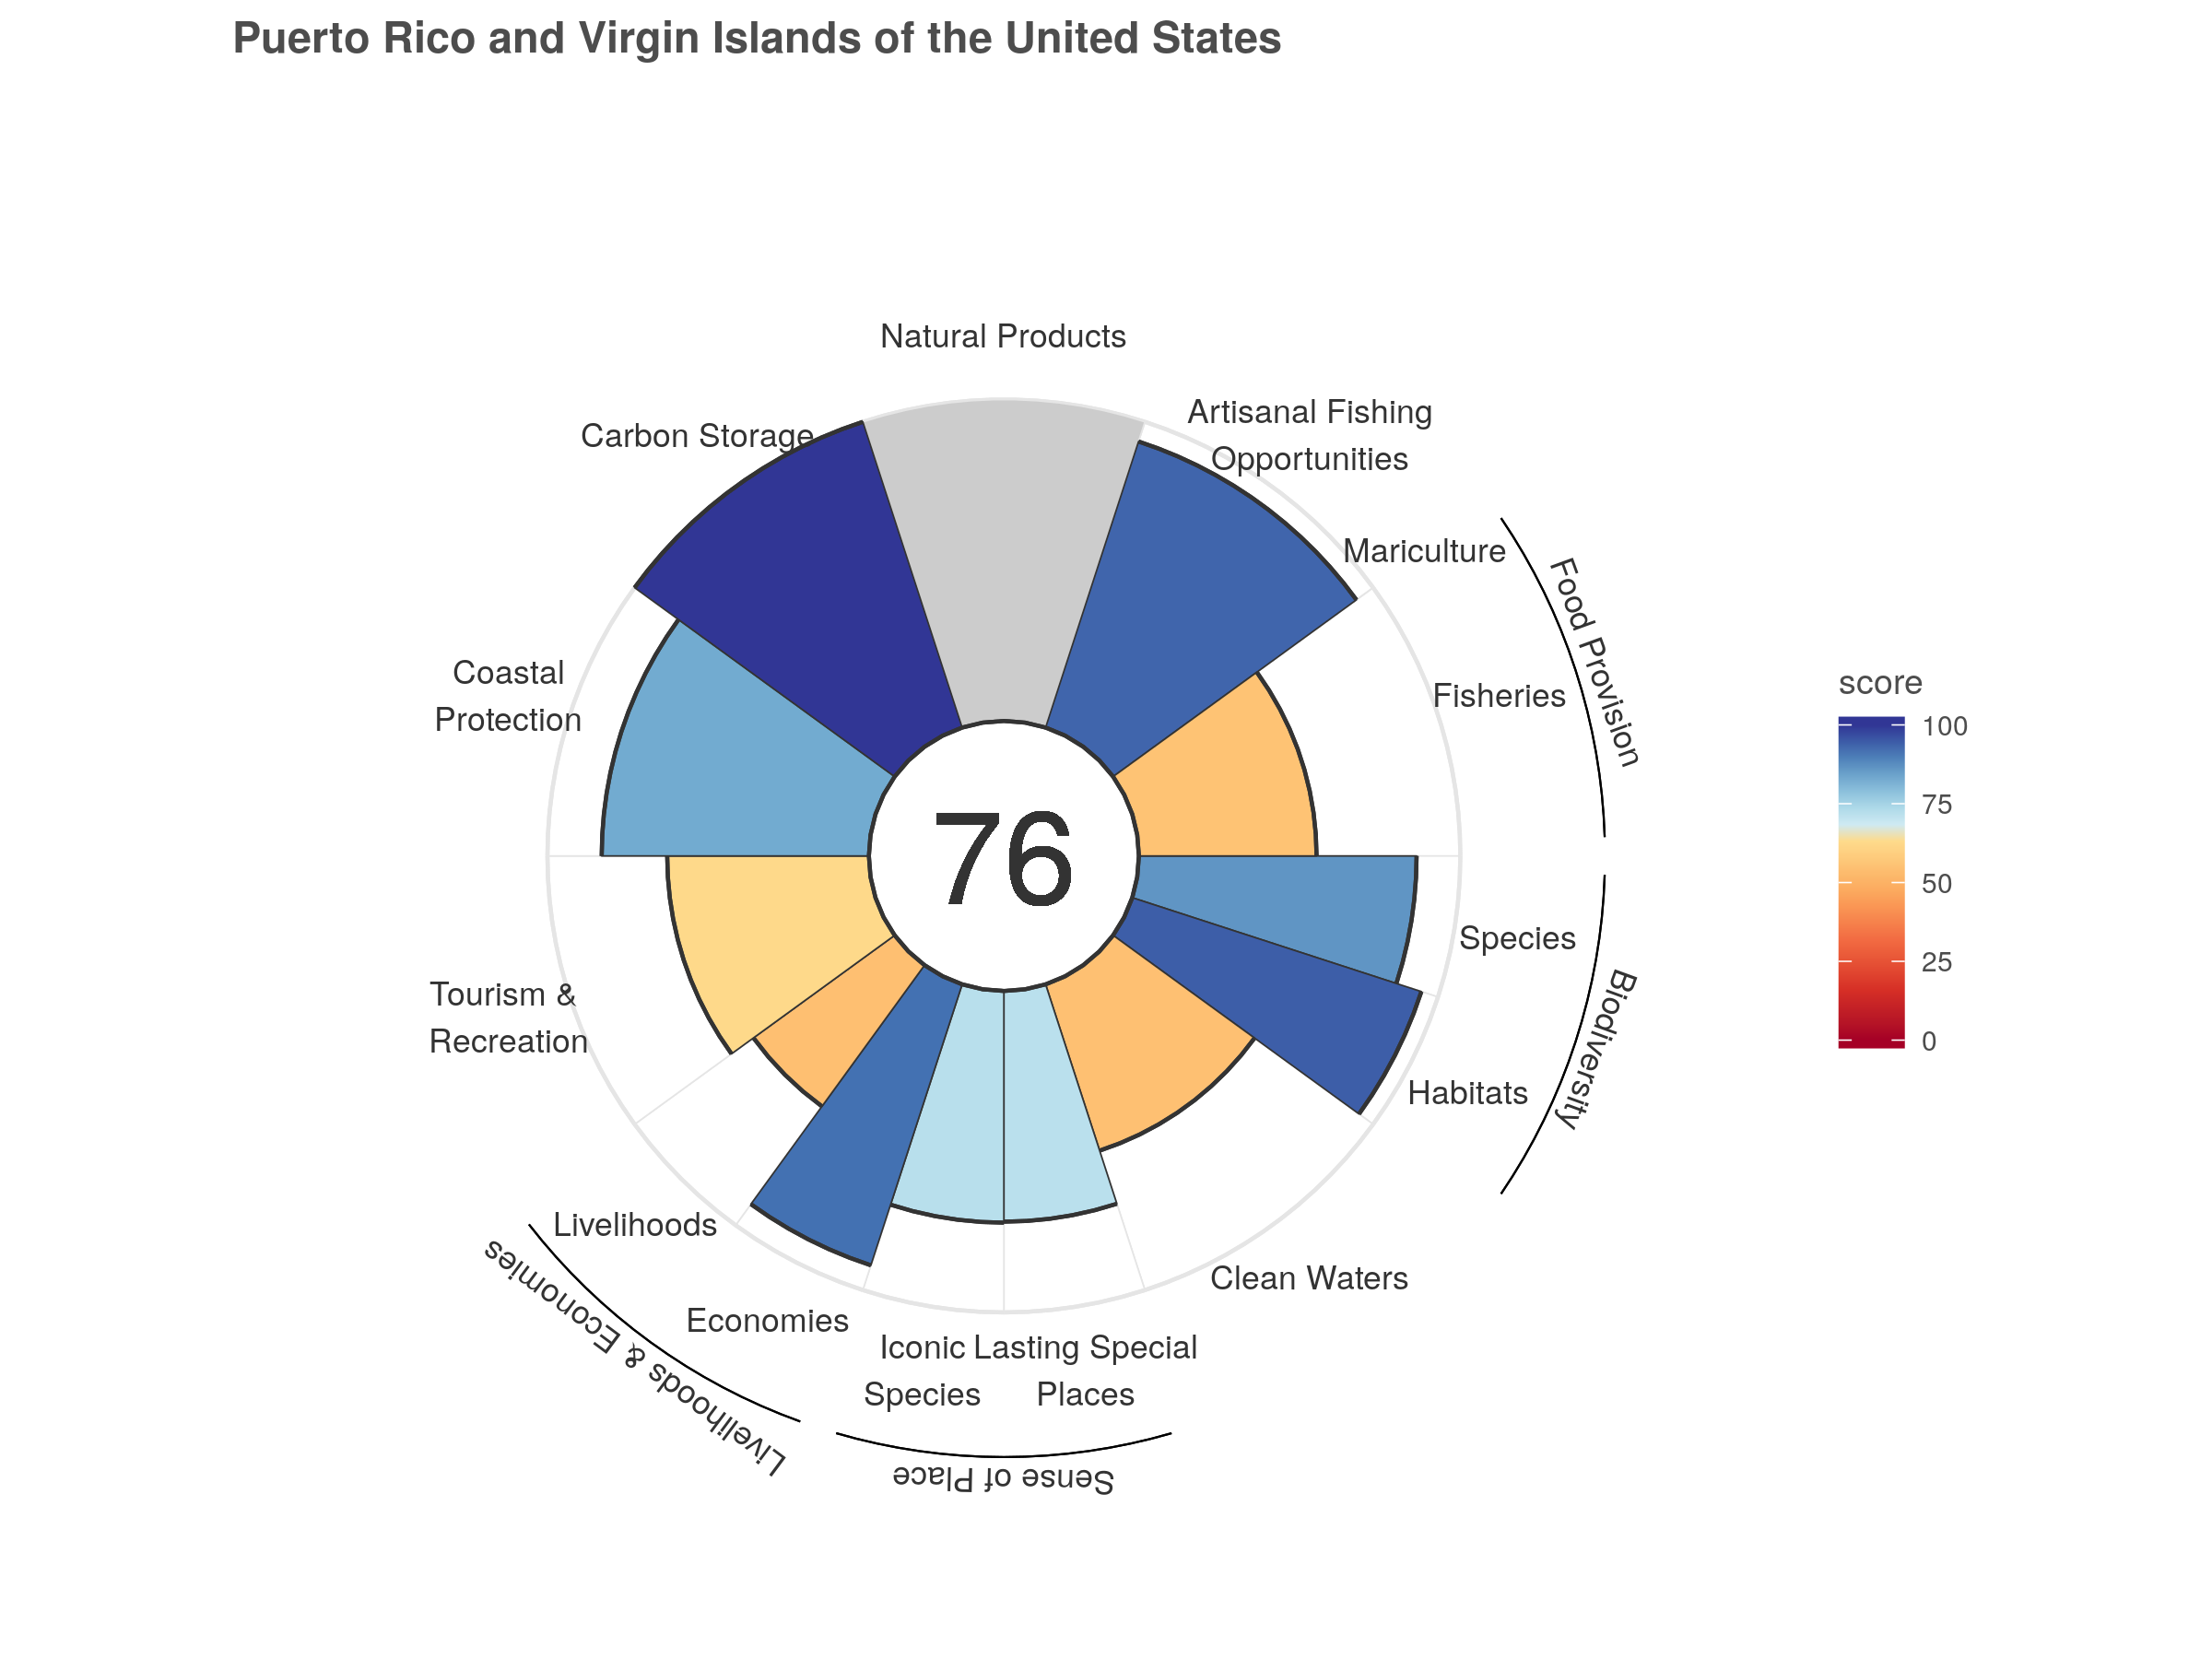 Puerto Rico and Virgin Islands of the United States
Natural Products
Artisanal Fishing
Opportunities
Carbon Storage
Mariculture
Food Provision
Fisheries
Coastal
Protection
score
100
75
50
25
0
76
Species
Biodiversity
Habitats
Tourism &
Recreation
Livelihoods
Clean Waters
Economies
Livelihoods & Economies
Iconic
Species
Lasting Special
Places
Sense of Place